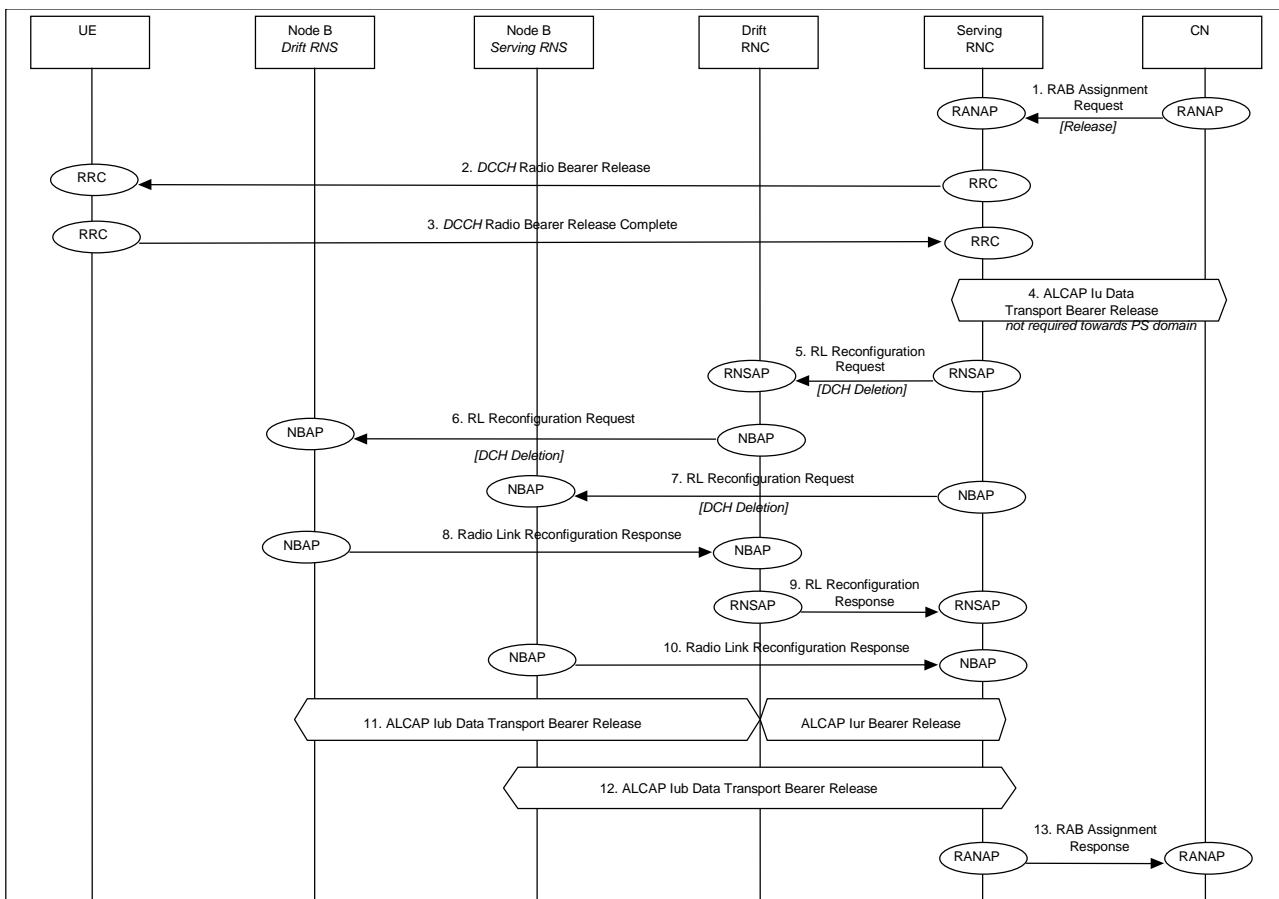 UE
Node B
Drift RNS
Node B
Serving RNS
Drift
RNC
Serving
RNC
CN
1. RAB Assignment
Request
[Release]
RANAP
RANAP
2. DCCH Radio Bearer Release
RRC
RRC
3. DCCH Radio Bearer Release Complete
RRC
RRC
4. ALCAP Iu Data
Transport Bearer Release
not required towards PS domain
5. RL Reconfiguration
Request
[DCH Deletion]
RNSAP
RNSAP
6. RL Reconfiguration Request
[DCH Deletion]
NBAP
NBAP
7. RL Reconfiguration Request
[DCH Deletion]
NBAP
NBAP
8. Radio Link Reconfiguration Response
NBAP
NBAP
9. RL Reconfiguration
Response
RNSAP
RNSAP
10. Radio Link Reconfiguration Response
NBAP
NBAP
11. ALCAP Iub Data Transport Bearer Release
ALCAP Iur Bearer Release
12. ALCAP Iub Data Transport Bearer Release
13. RAB Assignment
Response
RANAP
RANAP